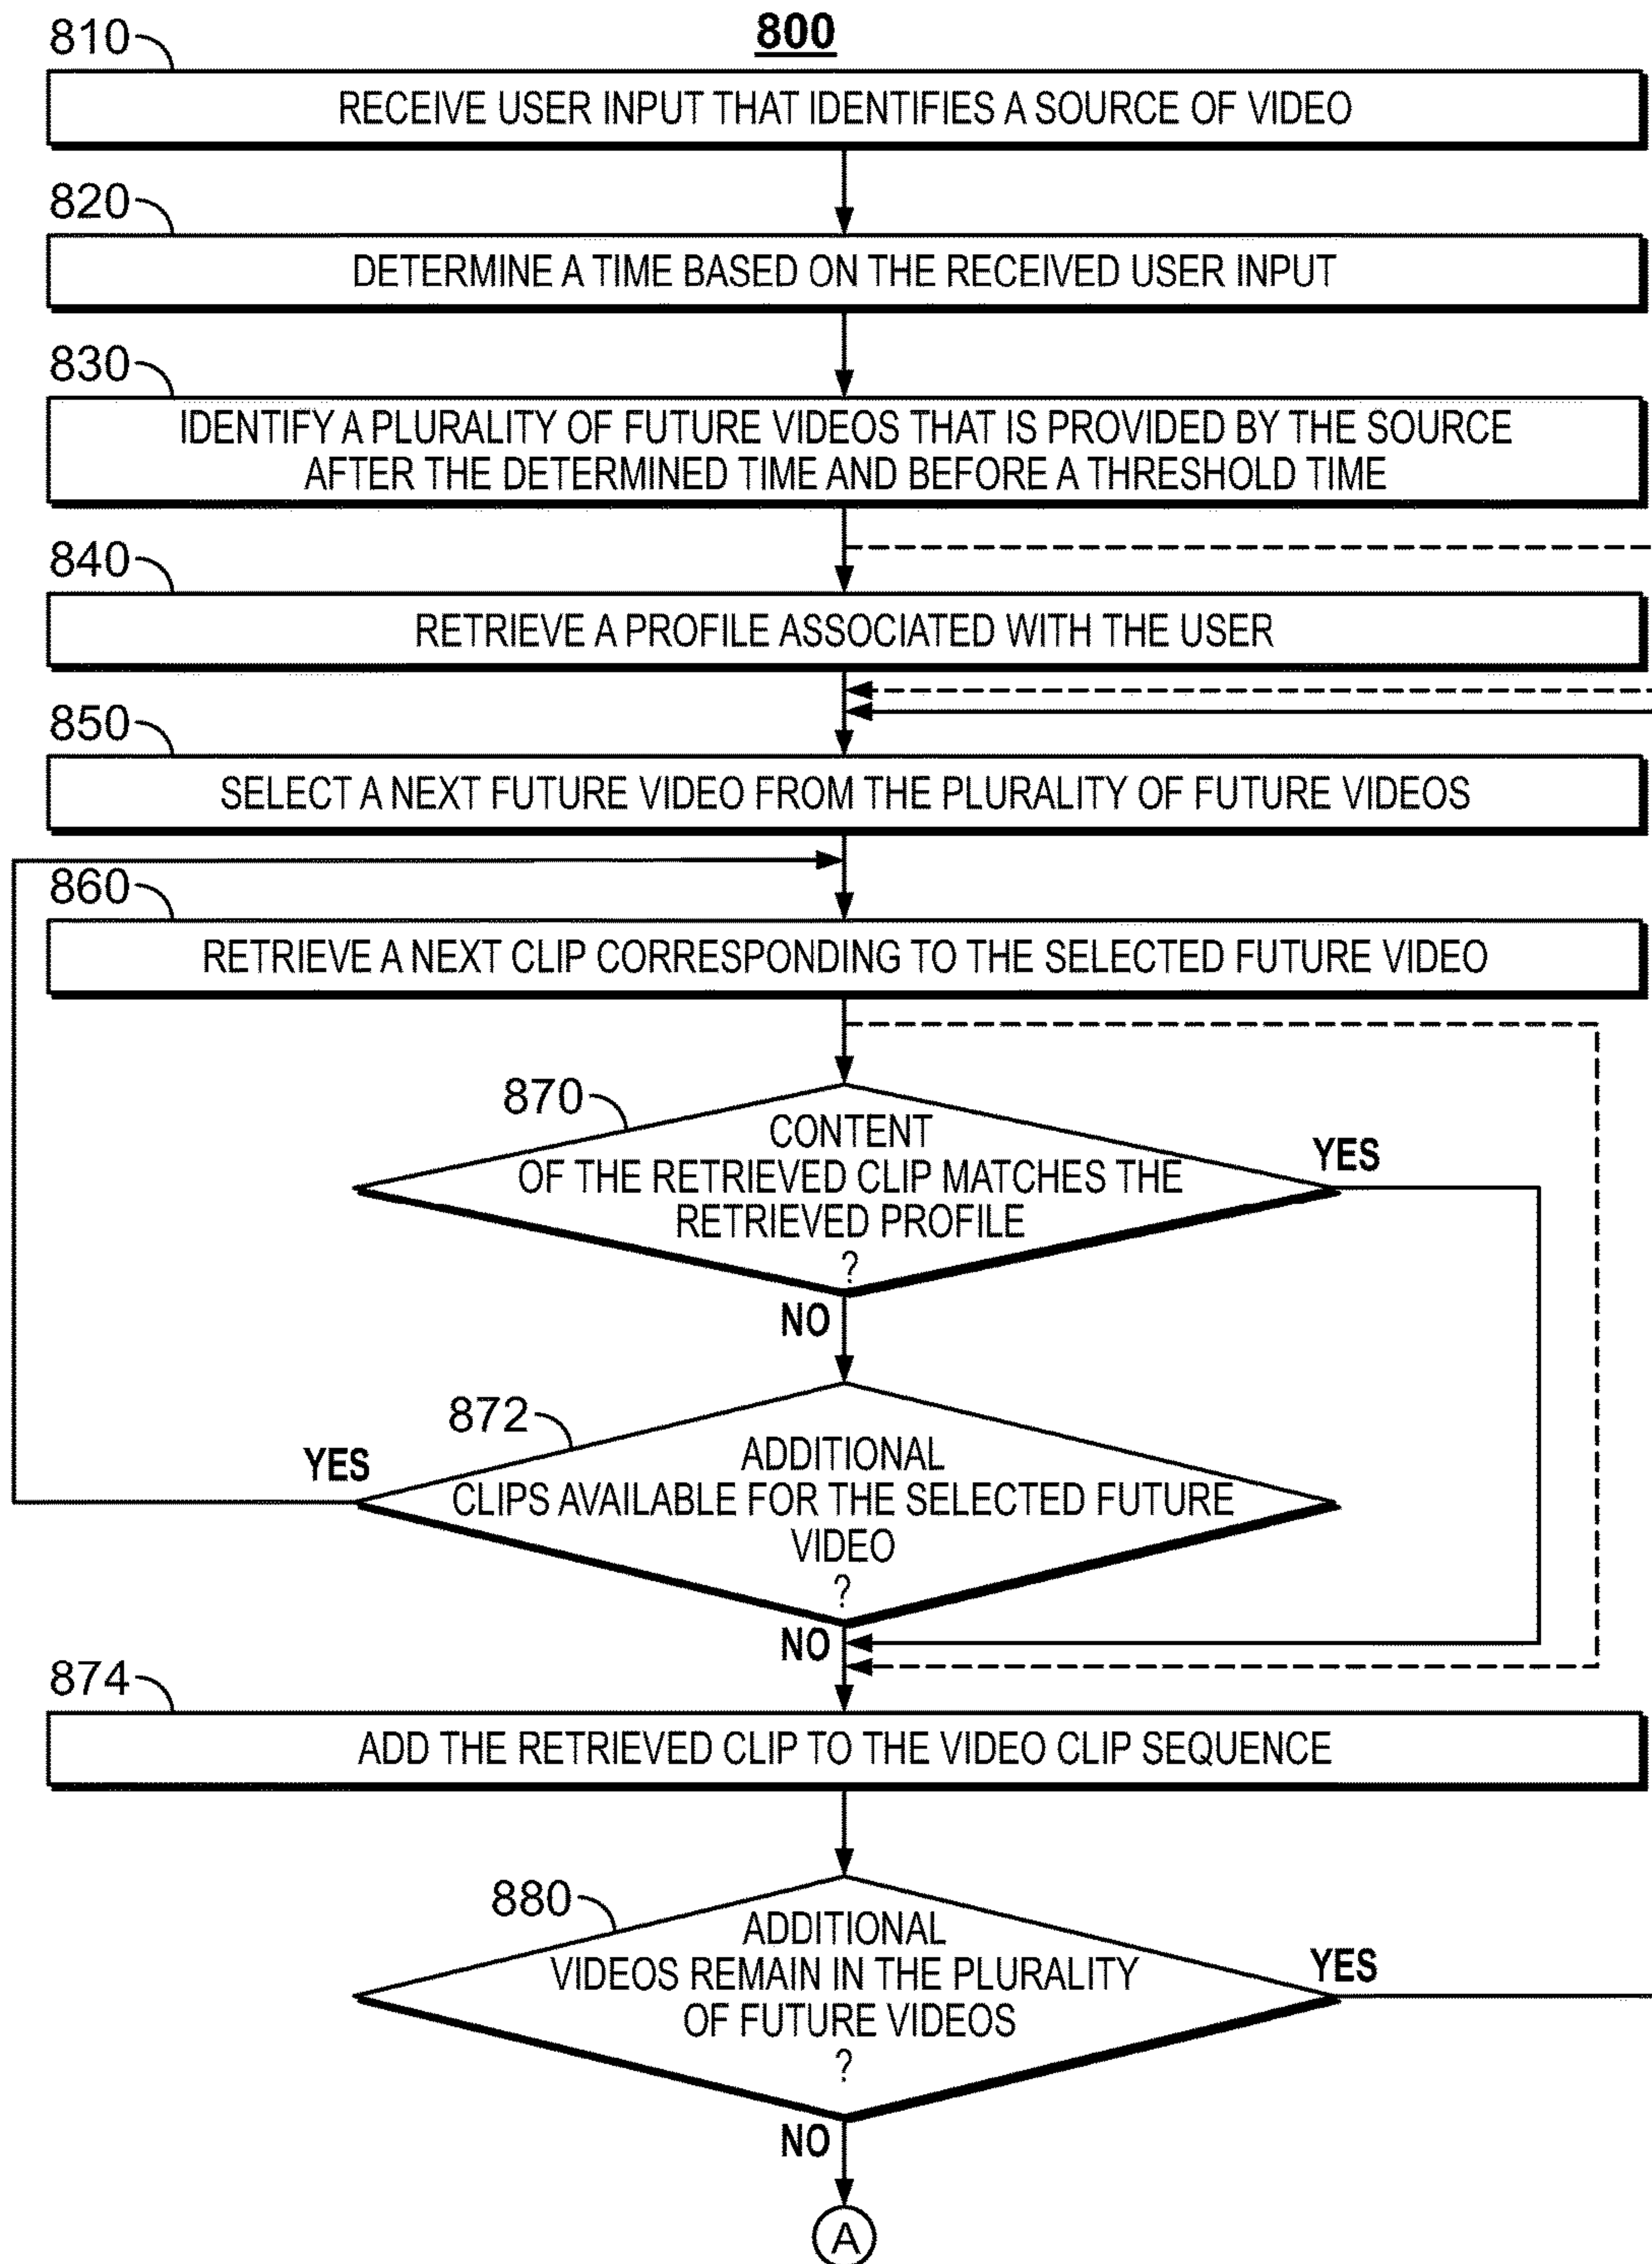 800
810
RECEIVE USER INPUT THAT IDENTIFIES A SOURCE OF VIDEO
820
DETERMINE A TIME BASED ON THE RECEIVED USER INPUT
830
IDENTIFY A PLURALITY OF FUTURE VIDEOS THAT IS PROVIDED BY THE SOURCE
AFTER THE DETERMINED TIME AND BEFORE A THRESHOLD TIME
840
RETRIEVE A PROFILE ASSOCIATED WITH THE USER
850
SELECT A NEXT FUTURE VIDEO FROM THE PLURALITY OF FUTURE VIDEOS
860
RETRIEVE A NEXT CLIP CORRESPONDING TO THE SELECTED FUTURE VIDEO
870
CONTENT
OF THE RETRIEVED CLIP MATCHES THE
RETRIEVED PROFILE
?
YES
NO
872
ADDITIONAL
CLIPS AVAILABLE FOR THE SELECTED FUTURE
VIDEO
?
YES
NO
874
ADD THE RETRIEVED CLIP TO THE VIDEO CLIP SEQUENCE
880
ADDITIONAL
VIDEOS REMAIN IN THE PLURALITY
OF FUTURE VIDEOS
?
YES
NO
A